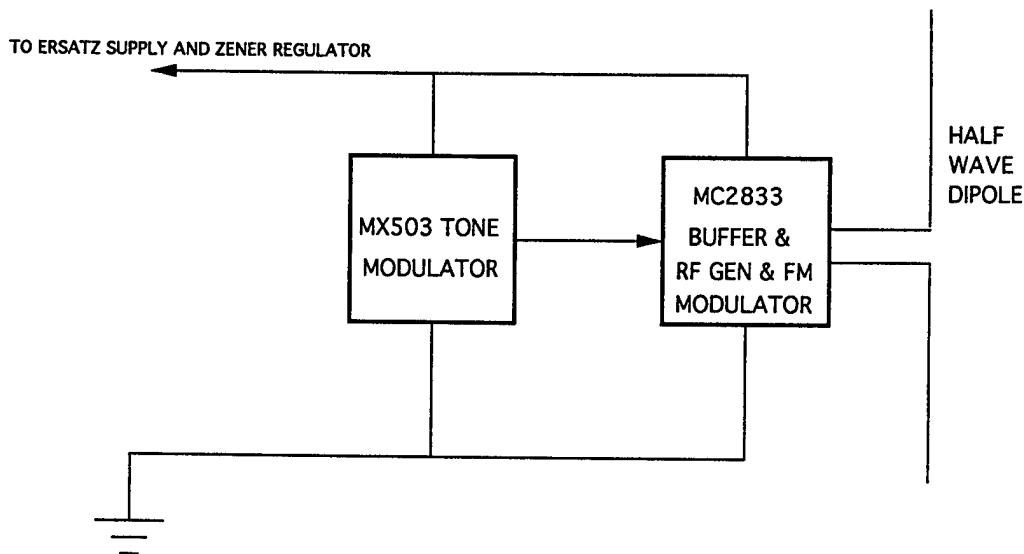 TO ERSATZ SUPPLY AND ZENER REGULATOR
MX503 TONE
MODULATOR
MC2833
BUFFER &
RF GEN & FM
MODULATOR
HALF
WAVE
DIPOLE